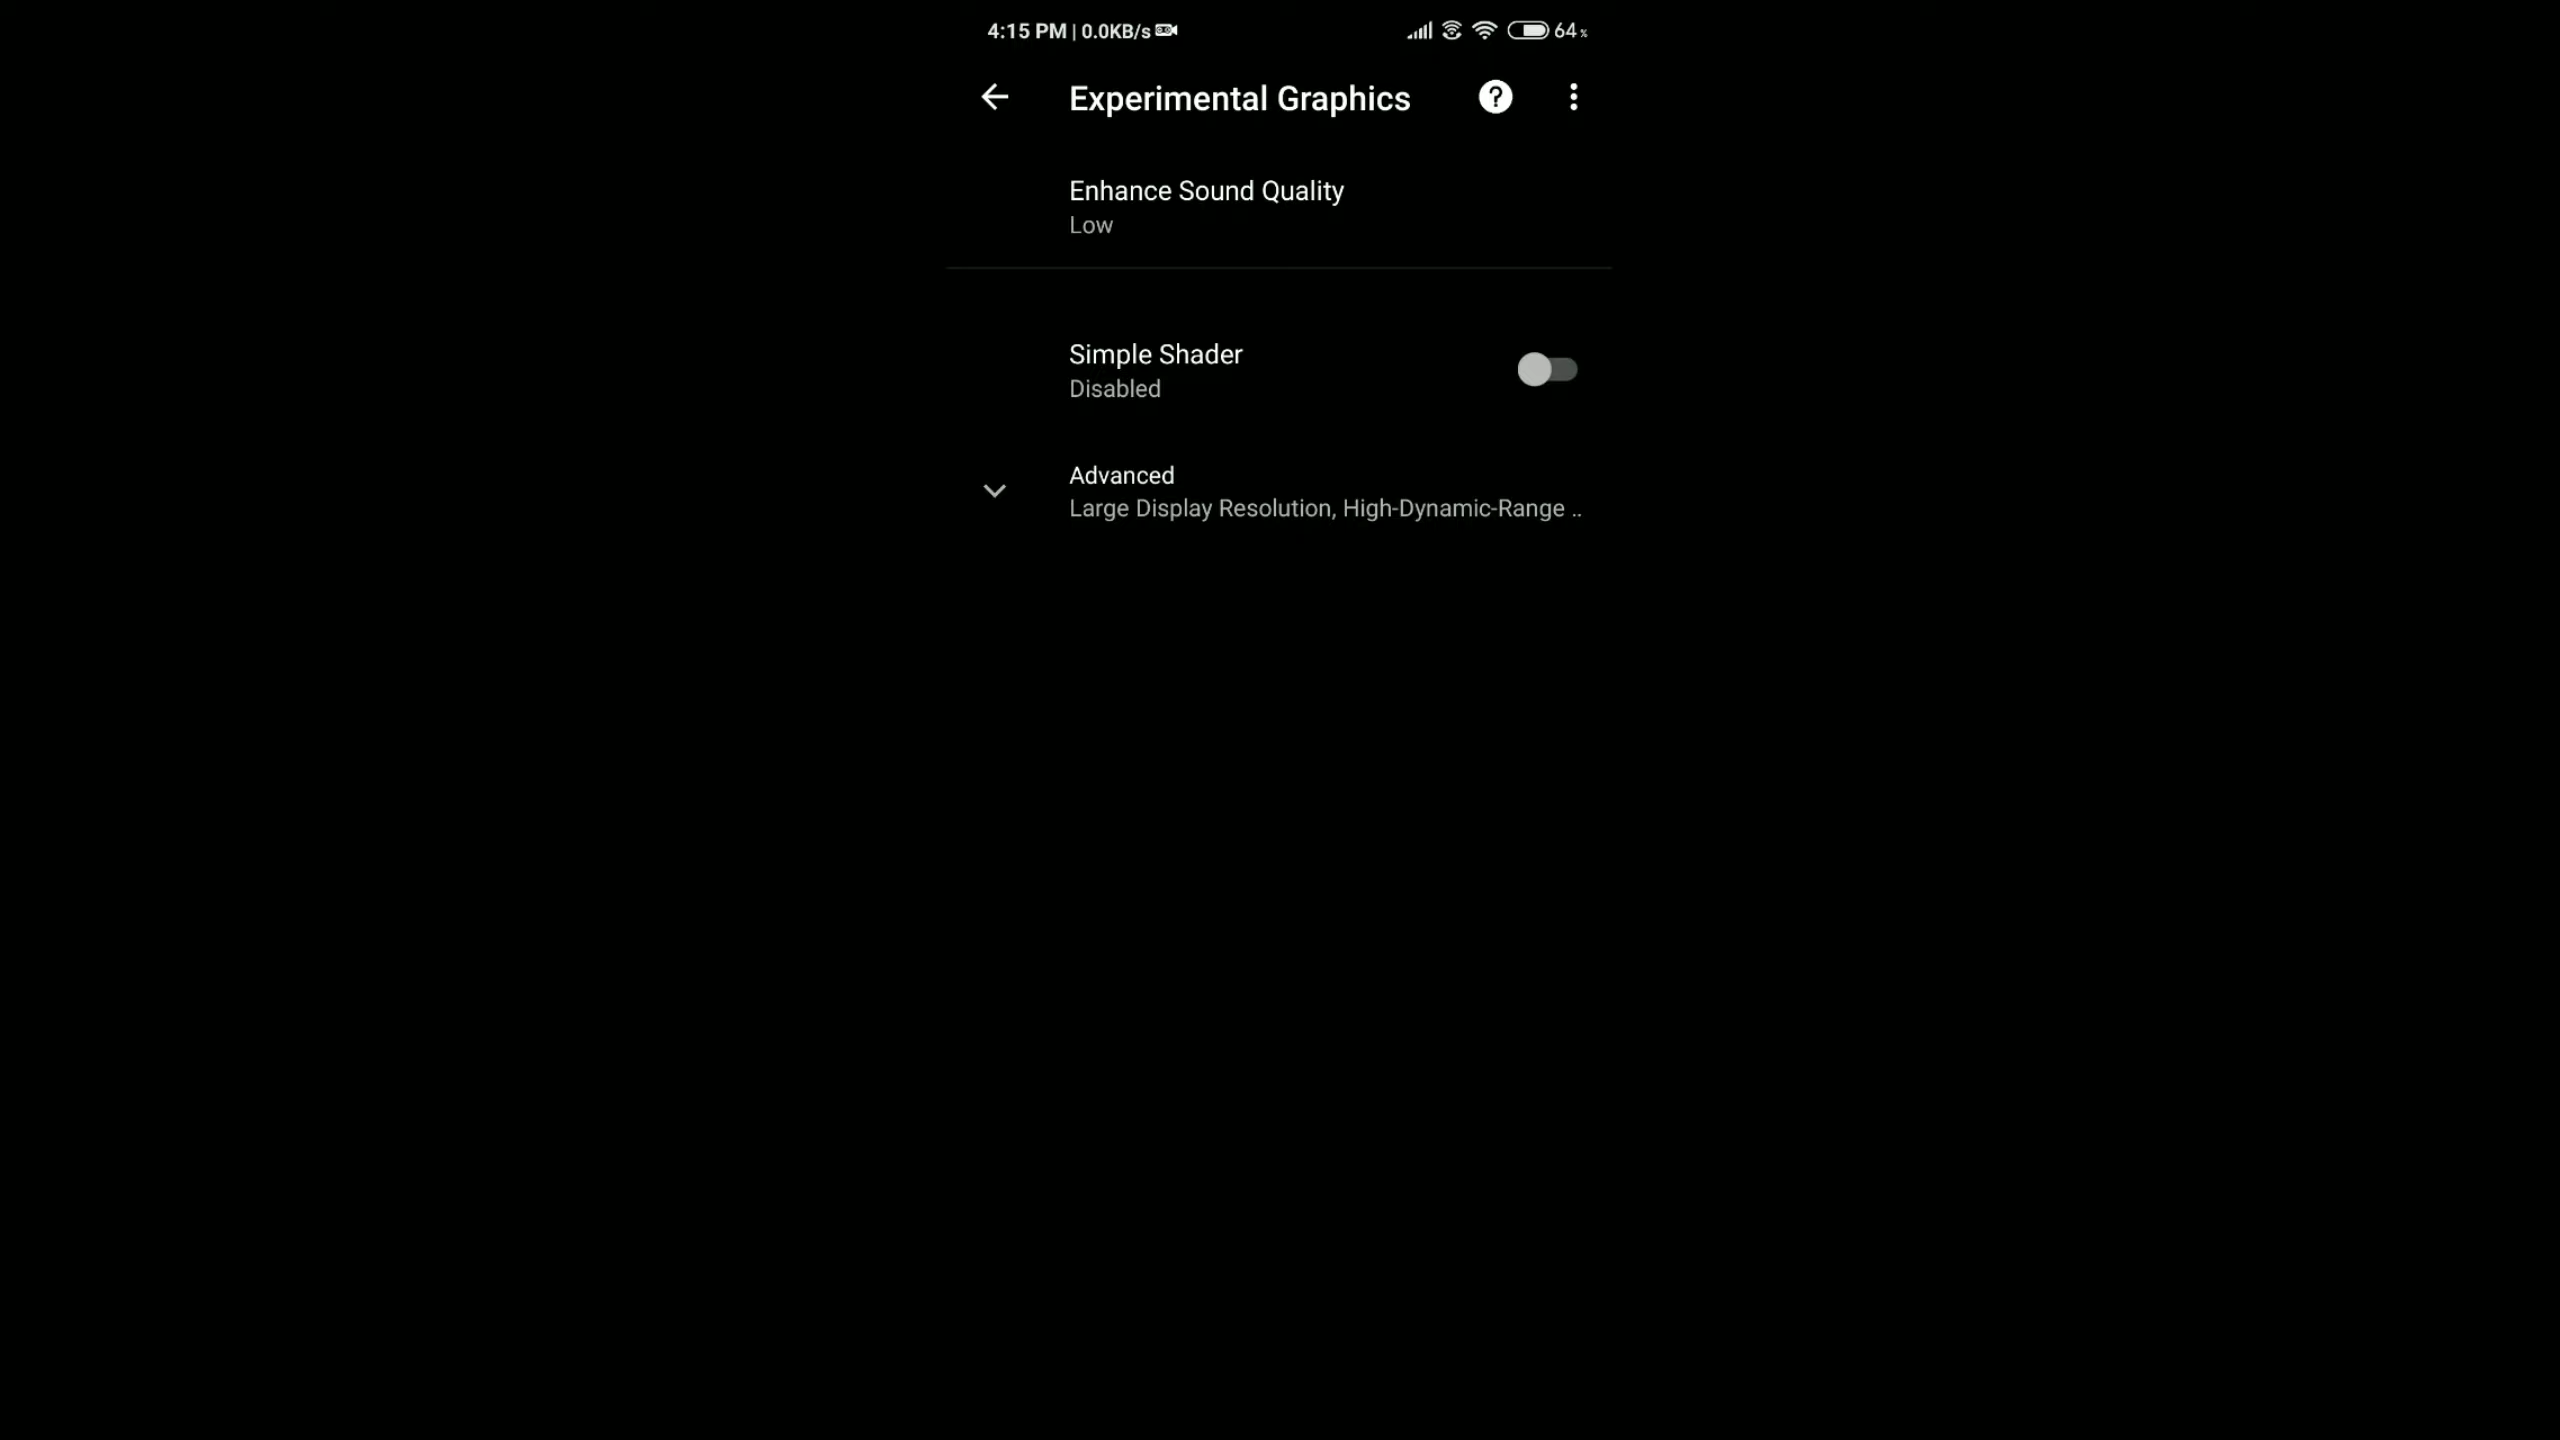 4:15 PM | 0.0KB/s 64%
Experimental Graphics
Enhance Sound Quality
Low
Simple Shader
Disabled
Advanced
Large Display Resolution, High-Dynamic-Range ..